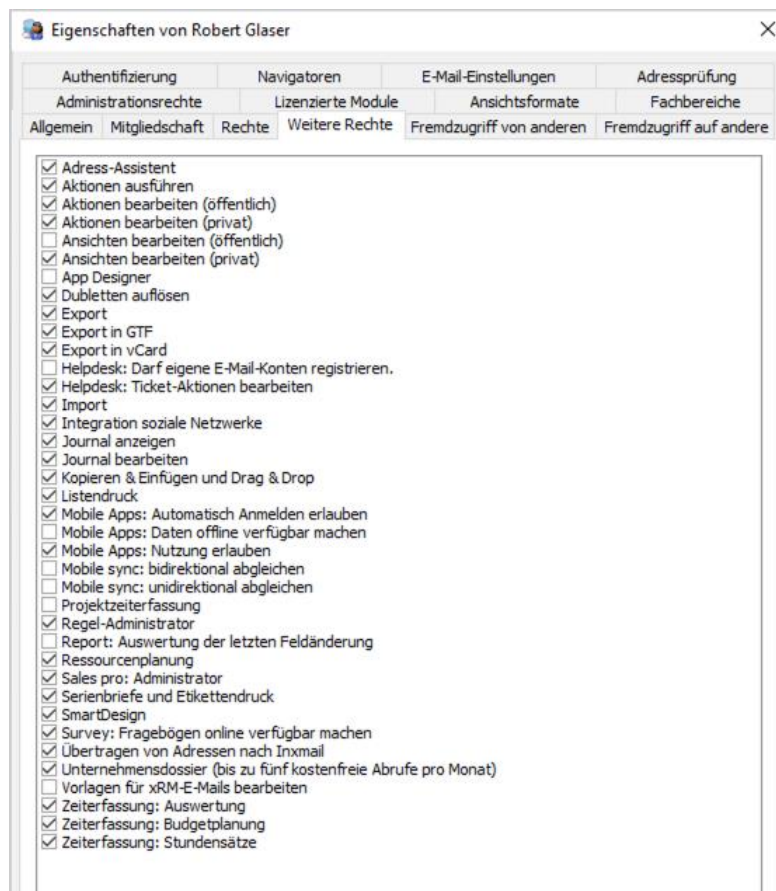 Eigenschaften von Robert Glaser
Authentifizierung Navigatoren E-Mail-Einstellungen Adressprüfung
Administrationsrechte Lizenzierte Module Ansichtsformate Fachbereiche
Allgemein Mitgliedschaft Rechte Weitere Rechte Fremdzugriff von anderen Fremdzugriff auf andere
Adress-Assistent
Aktionen ausführen
Aktionen bearbeiten (öffentlich)
Aktionen bearbeiten (privat)
Ansichten bearbeiten (öffentlich)
Ansichten bearbeiten (privat)
App Designer
Dubletten auflösen
Export
Export in GTF
Export in vCard
Helpdesk: Darf eigene E-Mail-Konten registrieren.
Helpdesk: Ticket-Aktionen bearbeiten
Import
Integration soziale Netzwerke
Journal anzeigen
Journal bearbeiten
Kopieren & Einfügen und Drag & Drop
Listendruck
Mobile Apps: Automatisch Anmelden erlauben
Mobile Apps: Daten offline verfügbar machen
Mobile Apps: Nutzung erlauben
Mobile sync: bidirektional abgleichen
Mobile sync: unidirektional abgleichen
Projektzeiterfassung
Regel-Administrator
Report: Auswertung der letzten Feldänderung
Ressourcenplanung
Sales pro: Administrator
Serienbriefe und Etikettendruck
SmartDesign
Survey: Fragebögen online verfügbar machen
Übertragen von Adressen nach Inxmail
Unternehmensdossier (bis zu fünf kostenfreie Abrufe pro Monat)
Vorlagen für xRM-E-Mails bearbeiten
Zeiterfassung: Auswertung
Zeiterfassung: Budgetplanung
Zeiterfassung: Stundensätze